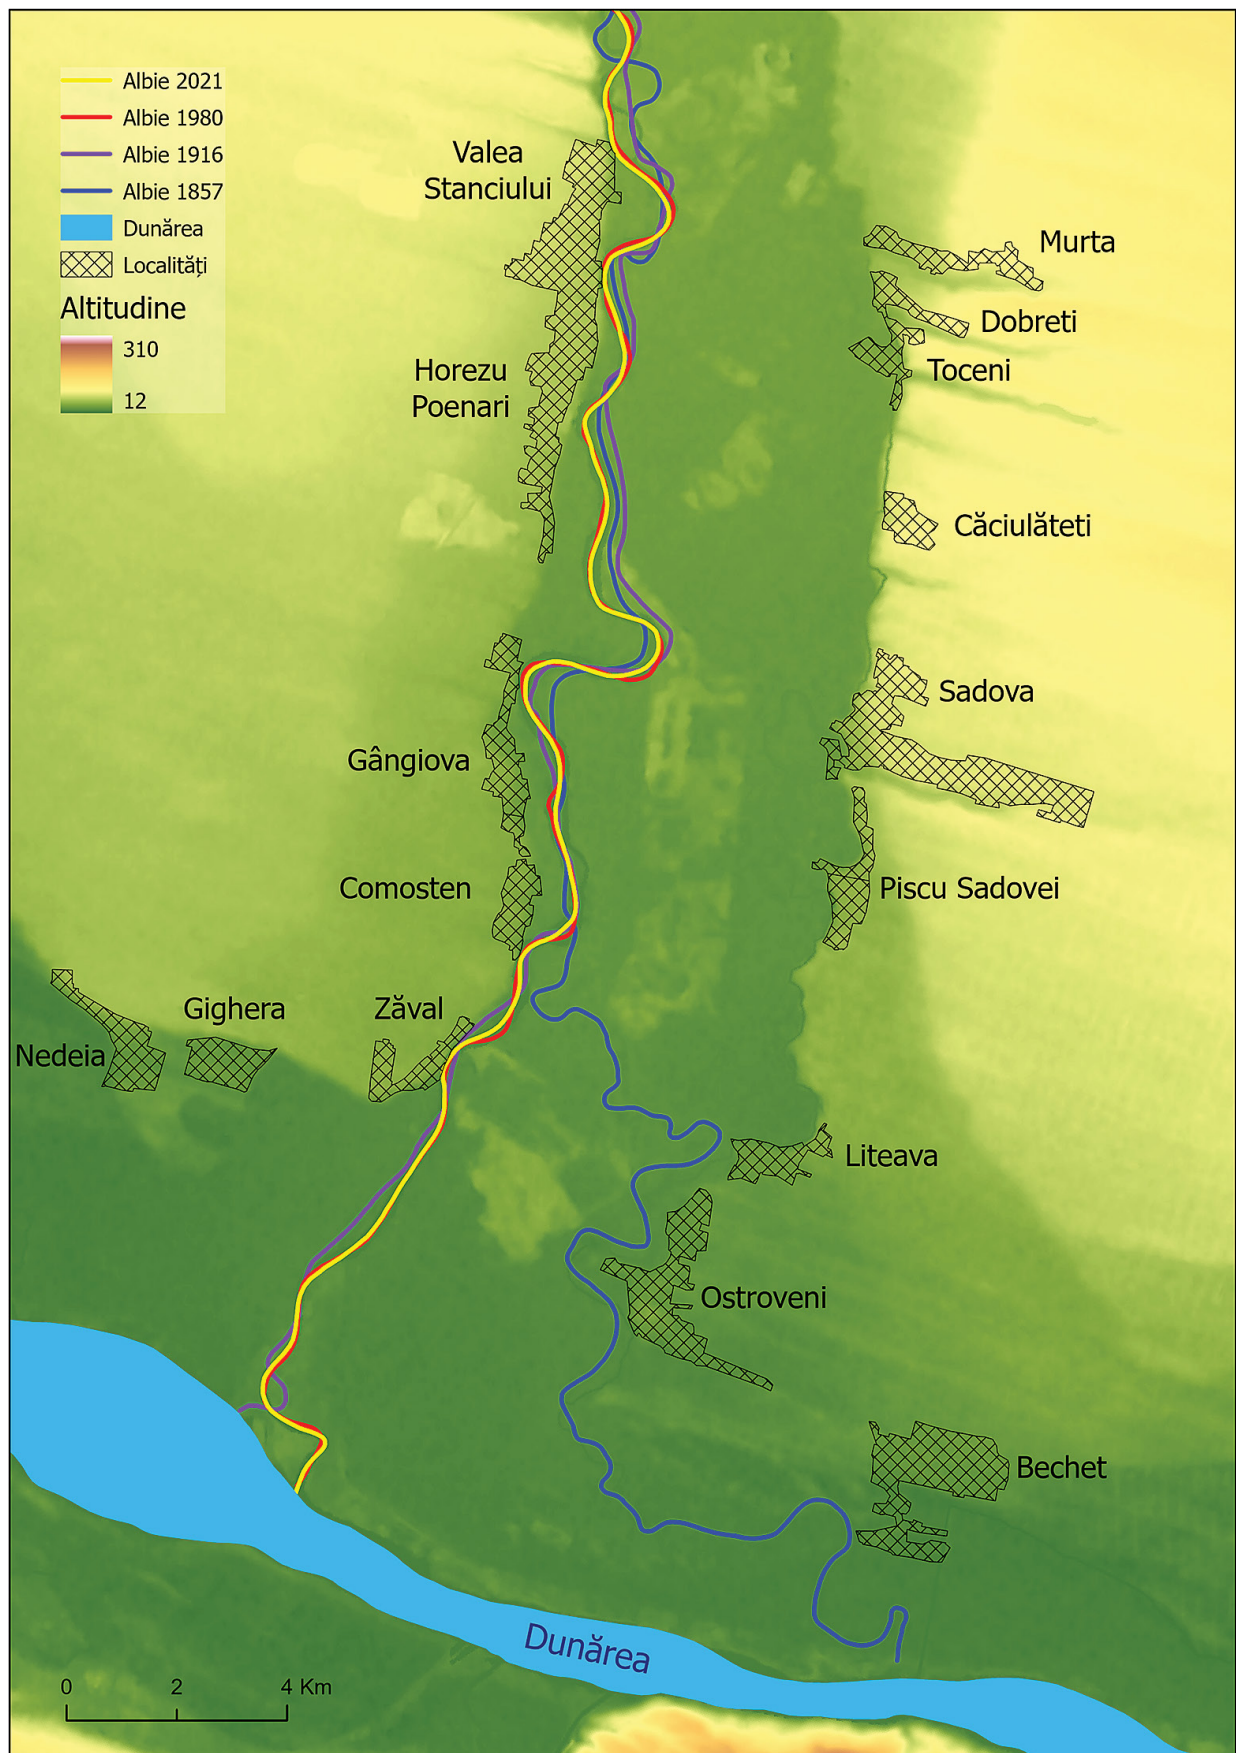 Albie 2021
Albie 1980
Albie 1916
Albie 1857
Dunărea
Localități
Altitudine
310
12
Valea
Stanciului
Murta
Dobreti
Toceni
Horezu
Poenari
Căciulăteti
Sadova
Gângiova
Comosten
Piscu Sadovei
Gighera
Zăval
Nedeia
Liteava
Ostroveni
Bechet
Dunărea
0 2 4 Km